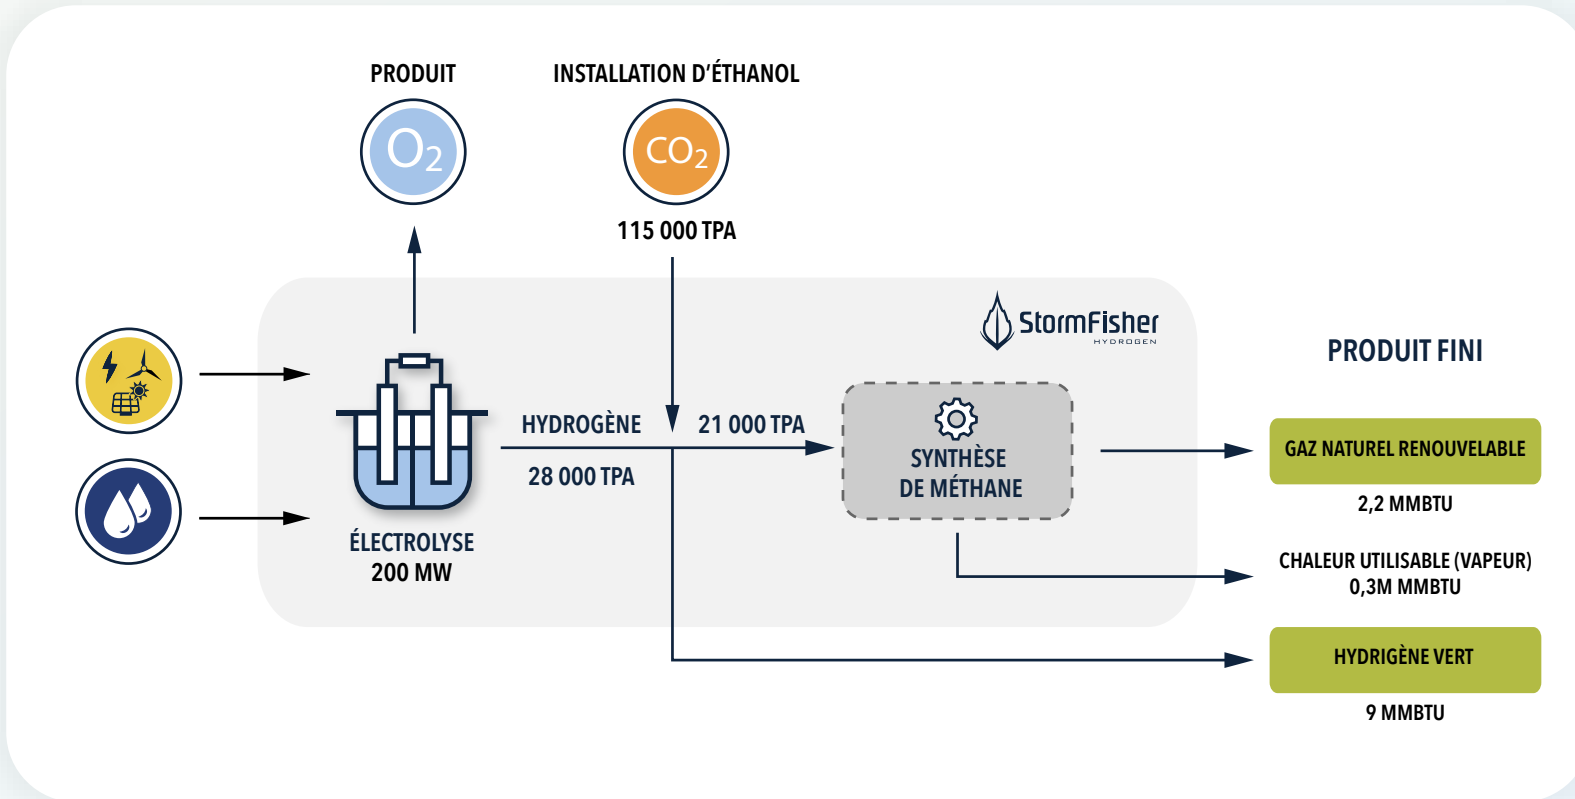 PRODUIT
INSTALLATION D'ÉTHANOL
O2
CO2
115 000 TPA
StormFisher
HYDROGEN
PRODUIT FINI
HYDROGÈNE
21 000 TPA
28 000 TPA
SYNTHÈSE
DE MÉTHANE
GAZ NATUREL RENOUVELABLE
2,2 MMBTU
ÉLECTROLYSE
200 MW
CHALEUR UTILISABLE (VAPEUR)
0,3M MMBTU
HYDRIGÈNE VERT
9 MMBTU